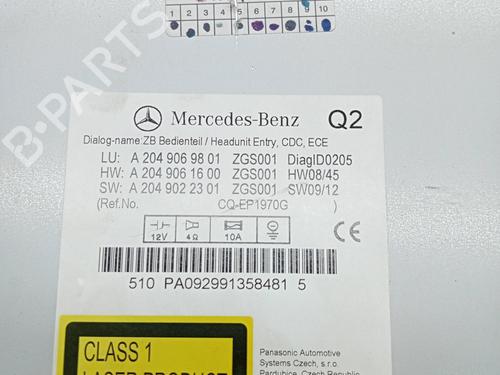 1 2 3 4 5 6 7 8 9 10
Mercedes-Benz Q2
Dialog-name: ZB Bedienteil / Headunit Entry, CDC, ECE
LU: A 204 906 98 01 ZGS001 DiagID0205
HW: A 204 906 16 00 ZGS001 HW08/45
SW: A 204 902 23 01 ZGS001 SW09/12
(Ref.No. CQ-EP1970G )
12V 4Ω 10A
CE
510 PA092991358481 5
CLASS 1
LASER PRODUCT
Panasonic Automotive
Systems Czech, s.r.o.
Pardubice, Czech Republic
B-PARTS